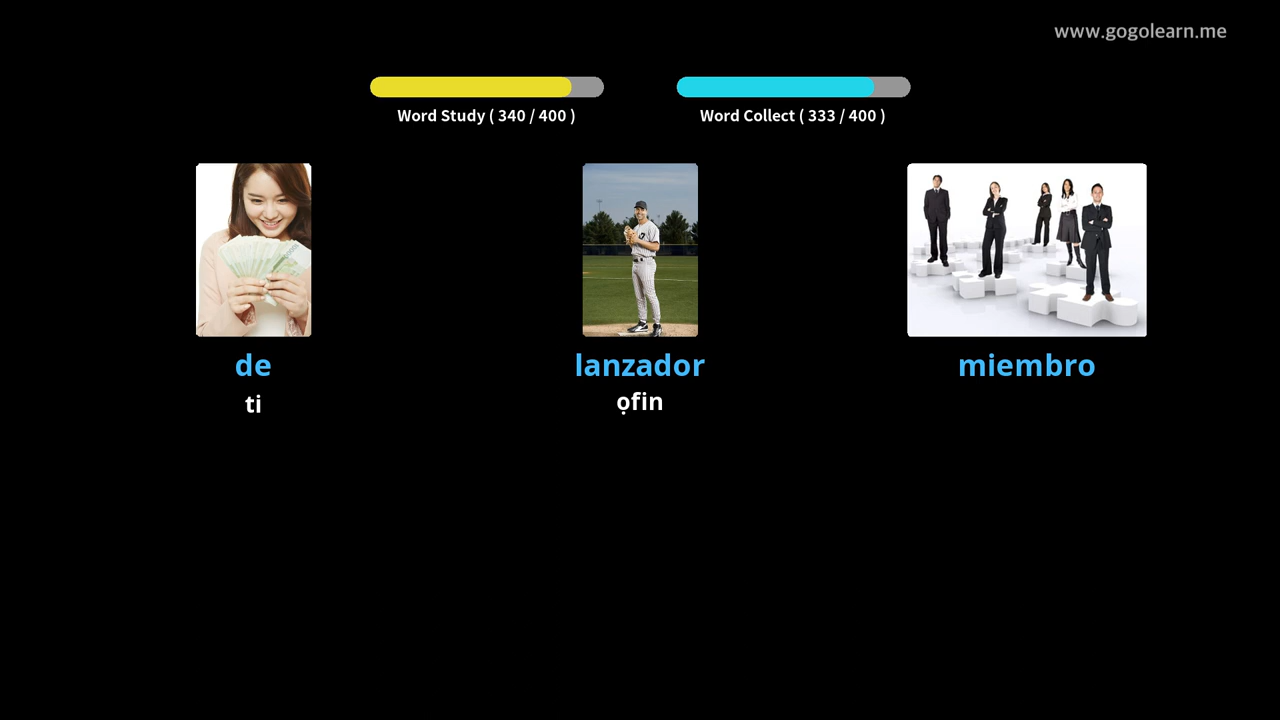 www.gogolearn.me
Word Study ( 340 / 400 )
Word Collect ( 333 / 400 )
de
lanzador
miembro
ti
ọfin